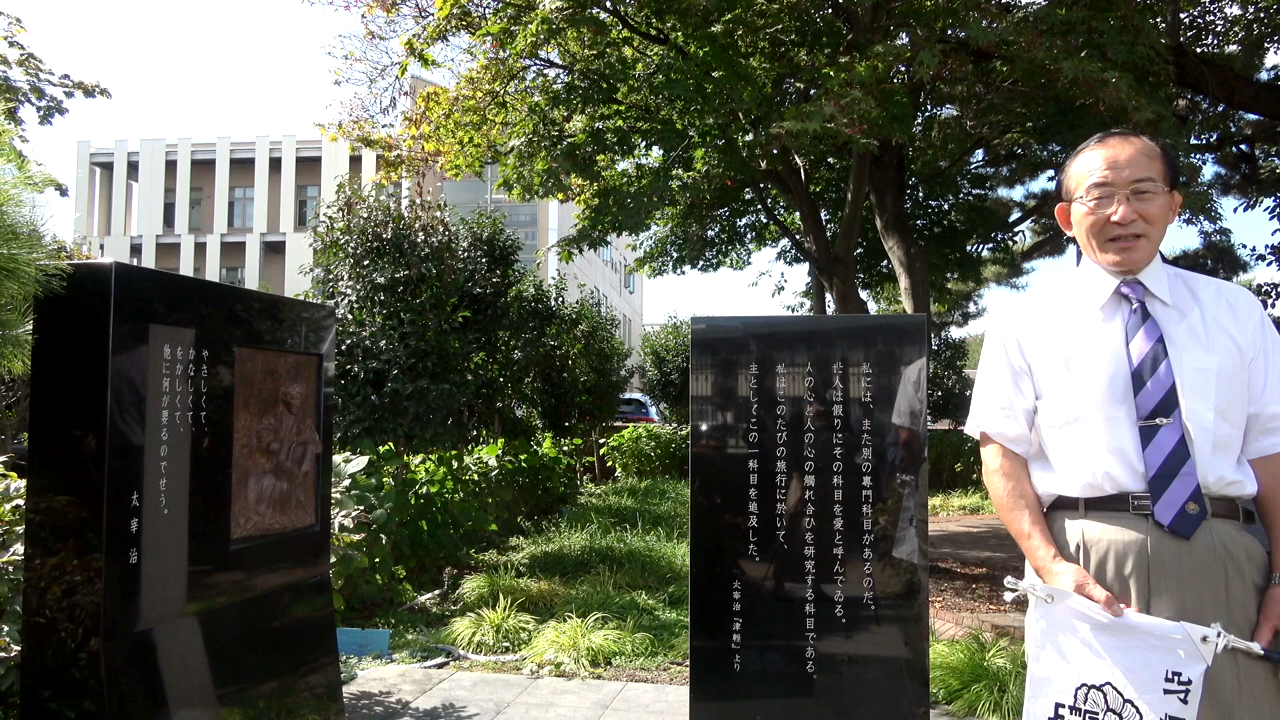 やさしくて、
かなしくて、
をかしくて、
他に何が要るのでせう。
太宰治
私には、また別の專門科目があるのだ。
世人は假りにその科目を愛と呼んでゐる。
人の心と人の心の觸れ合ひを研究する科目である。
私はこのたびの旅行に於いて、
主としてこの一科目を追及した。
太宰治『津軽』より